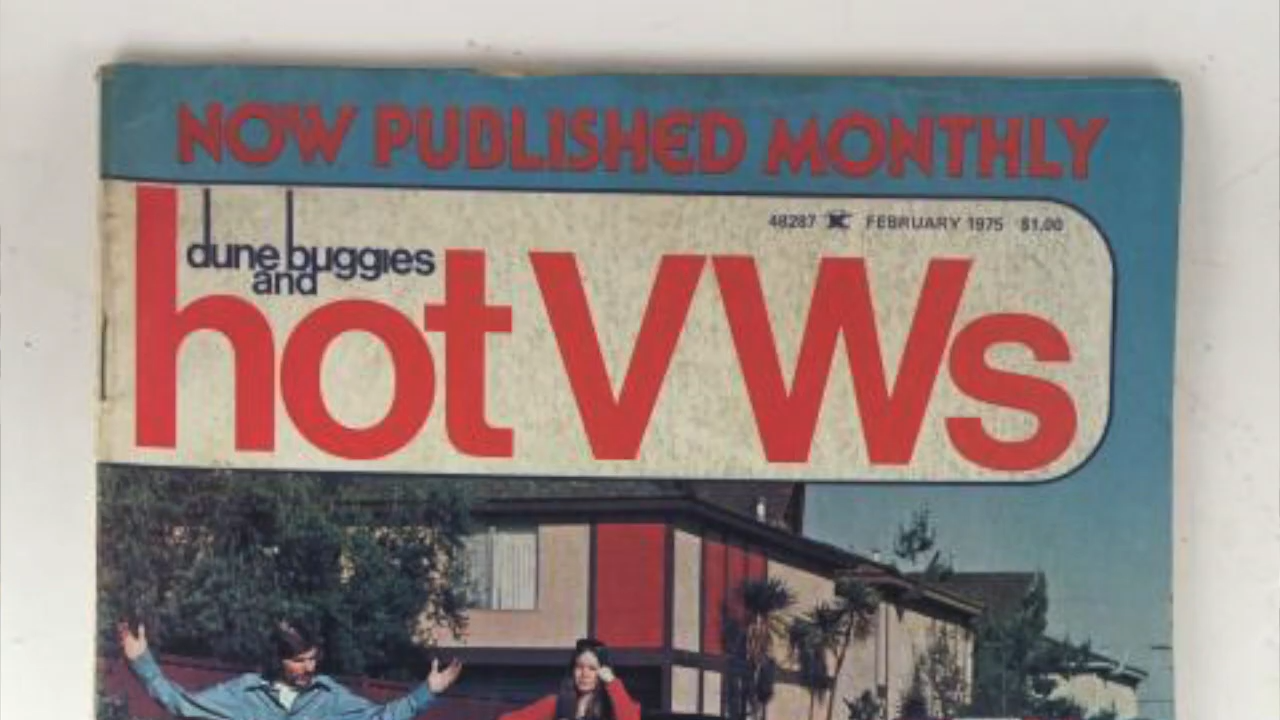 NOW PUBLISHED MONTHLY
48287 FEBRUARY 1975 $1.00
dune buggies
and
hot VWs